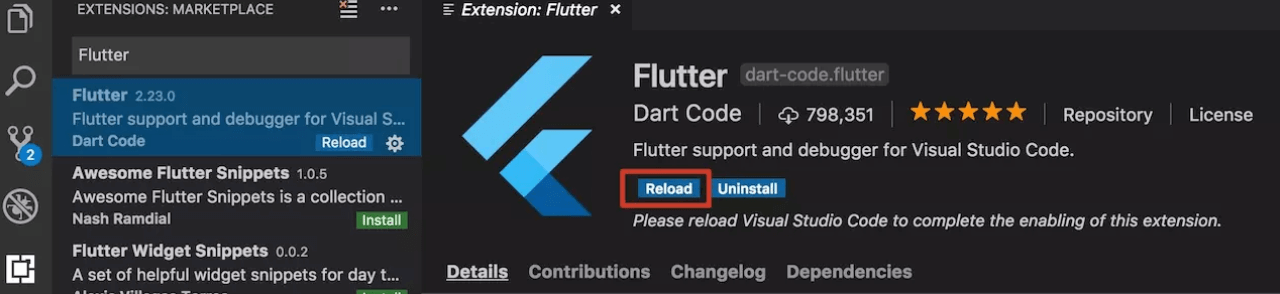 EXTENSIONS: MARKETPLACE
Flutter
Flutter 2.23.0
Flutter support and debugger for Visual S...
Dart Code Reload
Awesome Flutter Snippets 1.0.5
Awesome Flutter Snippets is a collection ...
Nash Ramdial Install
Flutter Widget Snippets 0.0.2
A set of helpful widget snippets for day t...
2
Extension: Flutter
Flutter dart-code.flutter
Dart Code 798,351 Repository License
Flutter support and debugger for Visual Studio Code.
Reload Uninstall
Please reload Visual Studio Code to complete the enabling of this extension.
Details Contributions Changelog Dependencies